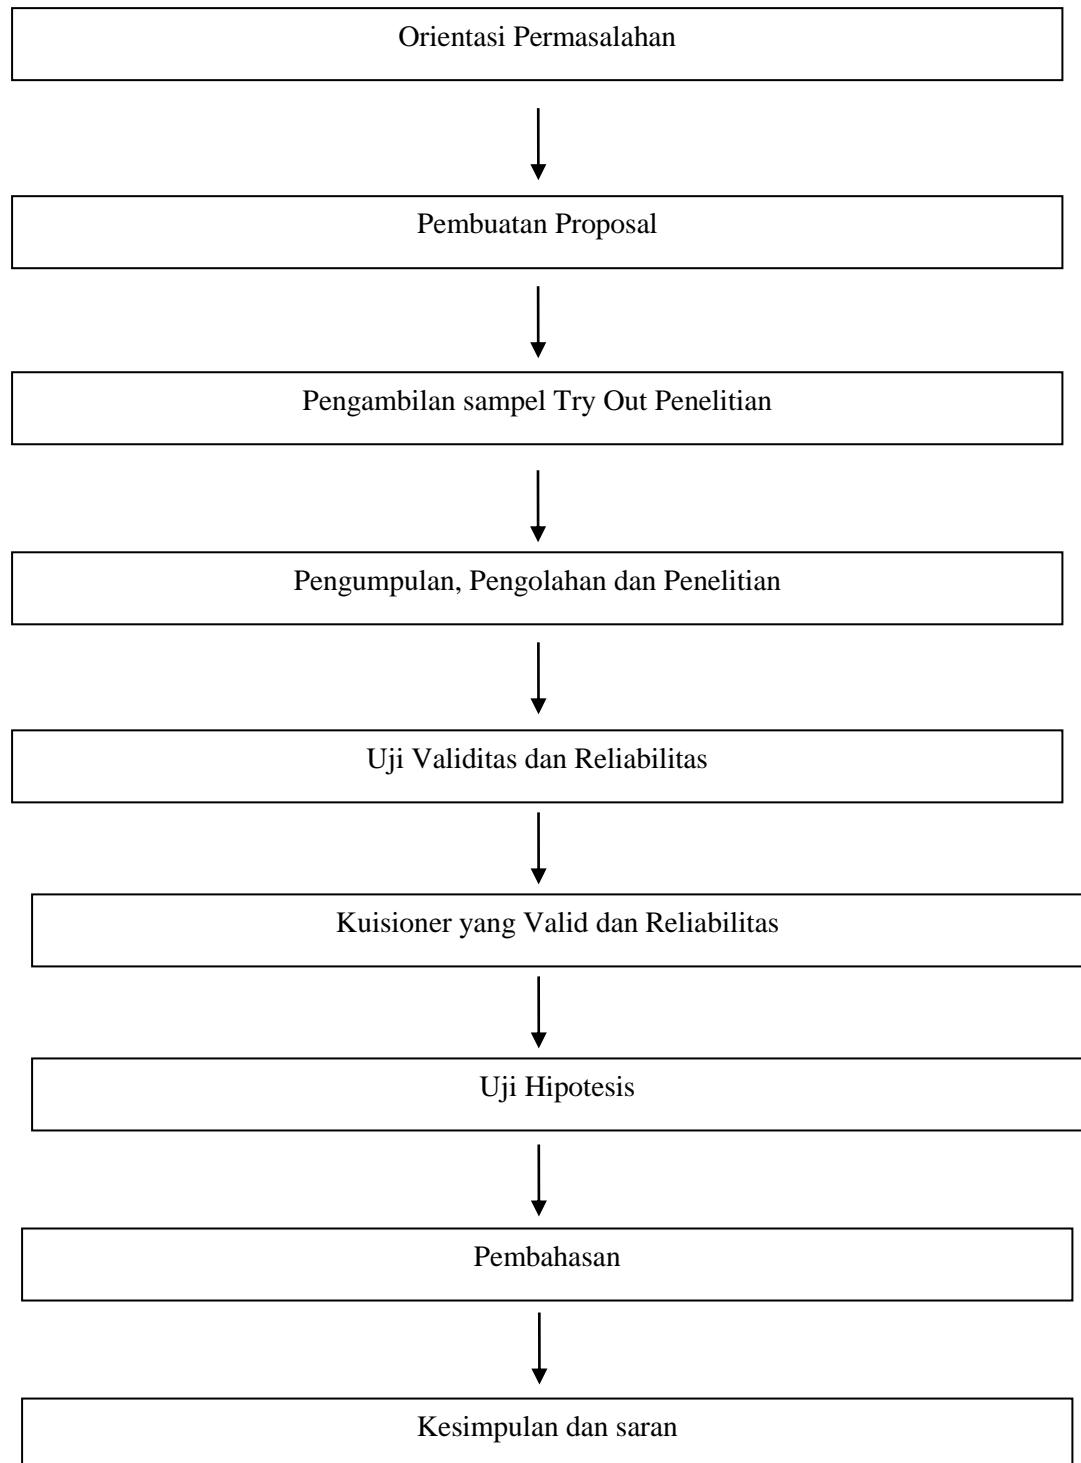 Orientasi Permasalahan
Pembuatan Proposal
Pengambilan sampel Try Out Penelitian
Pengumpulan, Pengolahan dan Penelitian
Uji Validitas dan Reliabilitas
Kuisioner yang Valid dan Reliabilitas
Uji Hipotesis
Pembahasan
Kesimpulan dan saran